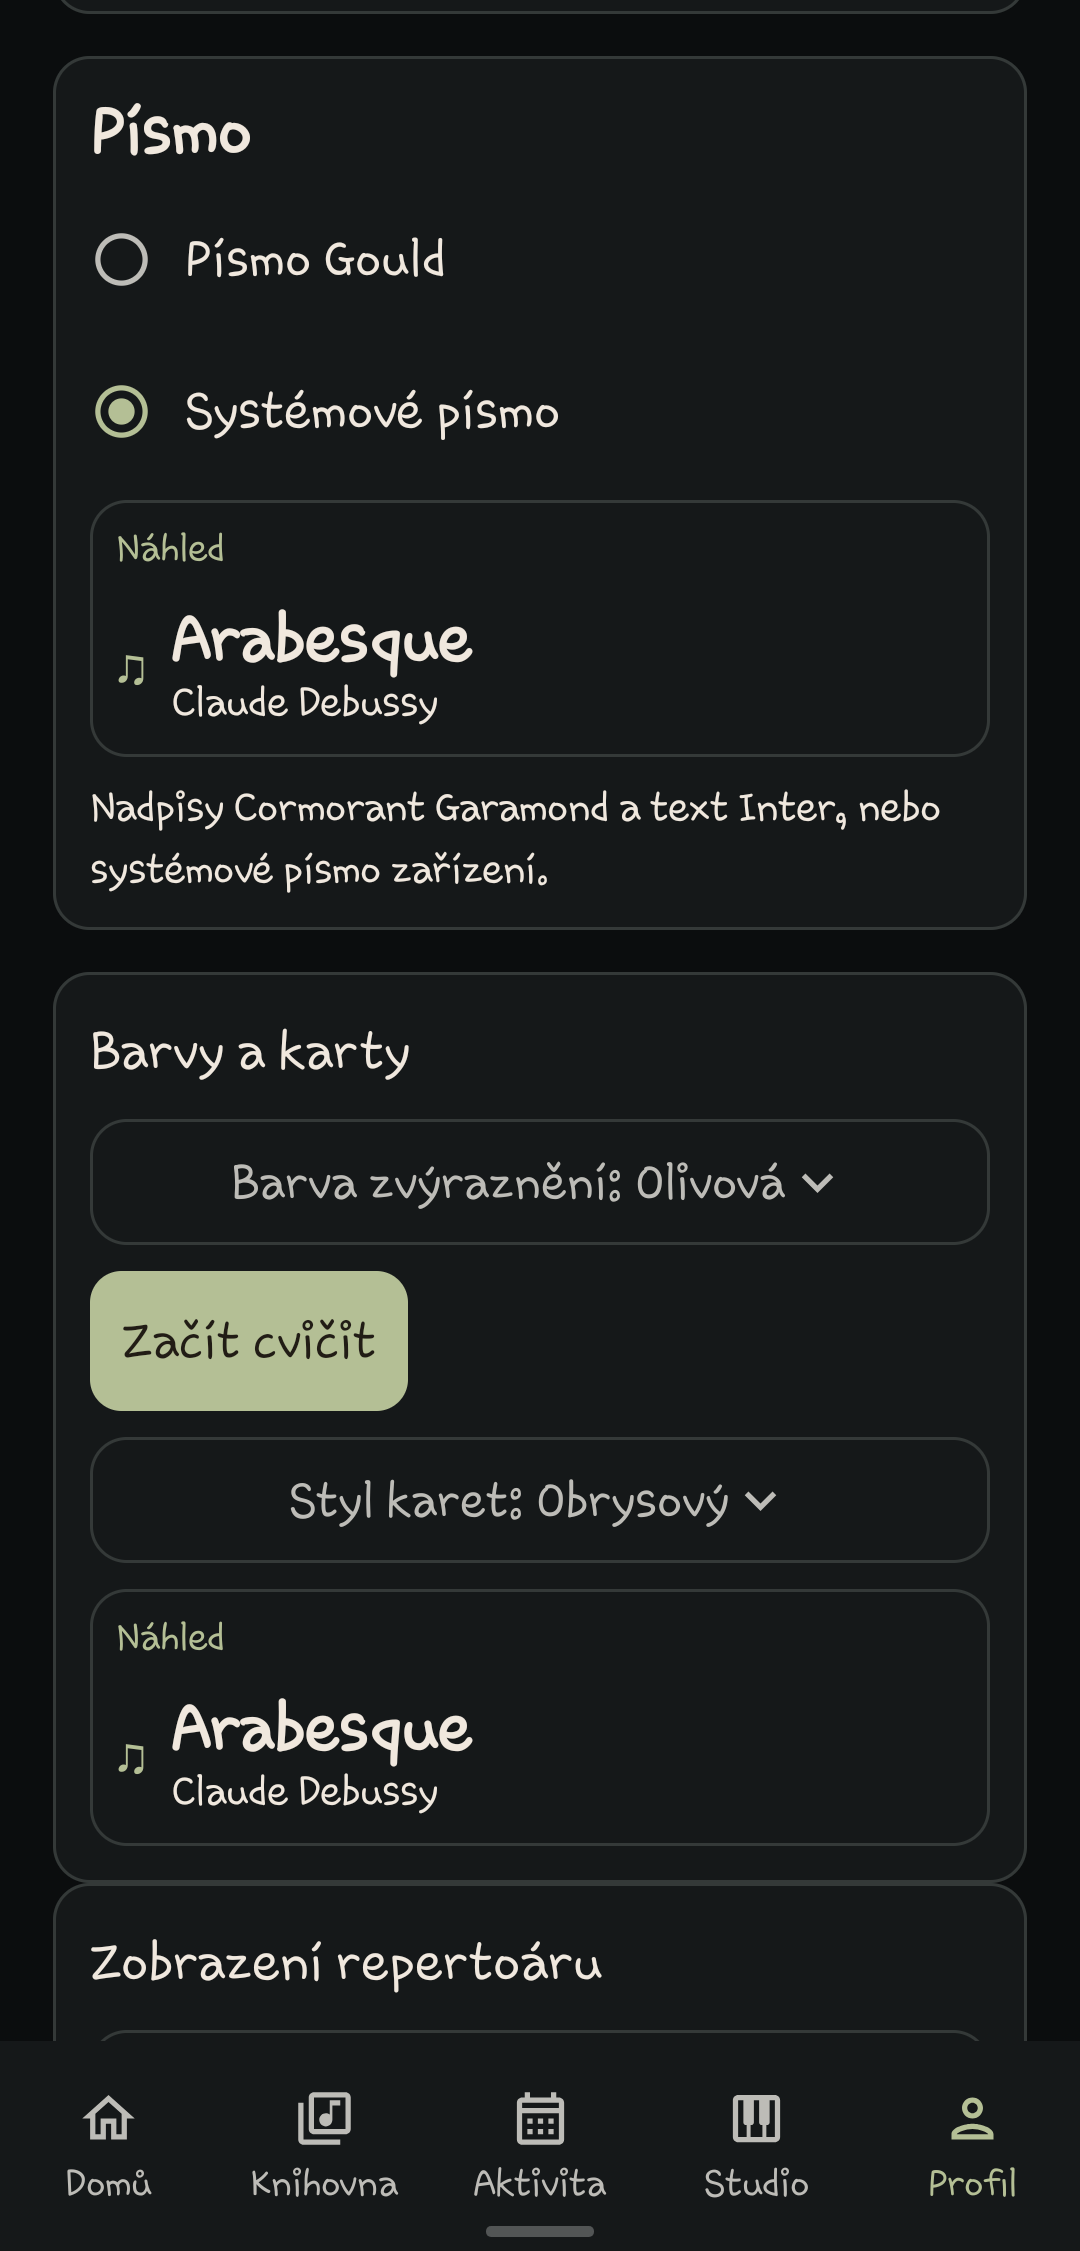 Písmo
Písmo Gould
Systémové písmo
Náhled
Arabesque
Claude Debussy
Nadpisy Cormorant Garamond a text Inter, nebo
systémové písmo zařízení.
Barvy a karty
Barva zvýraznění: Olivová
Začít cvičit
Styl karet: Obrysový
Náhled
Arabesque
Claude Debussy
Zobrazení repertoáru
Domů
Knihovna
Aktivita
Studio
Profil